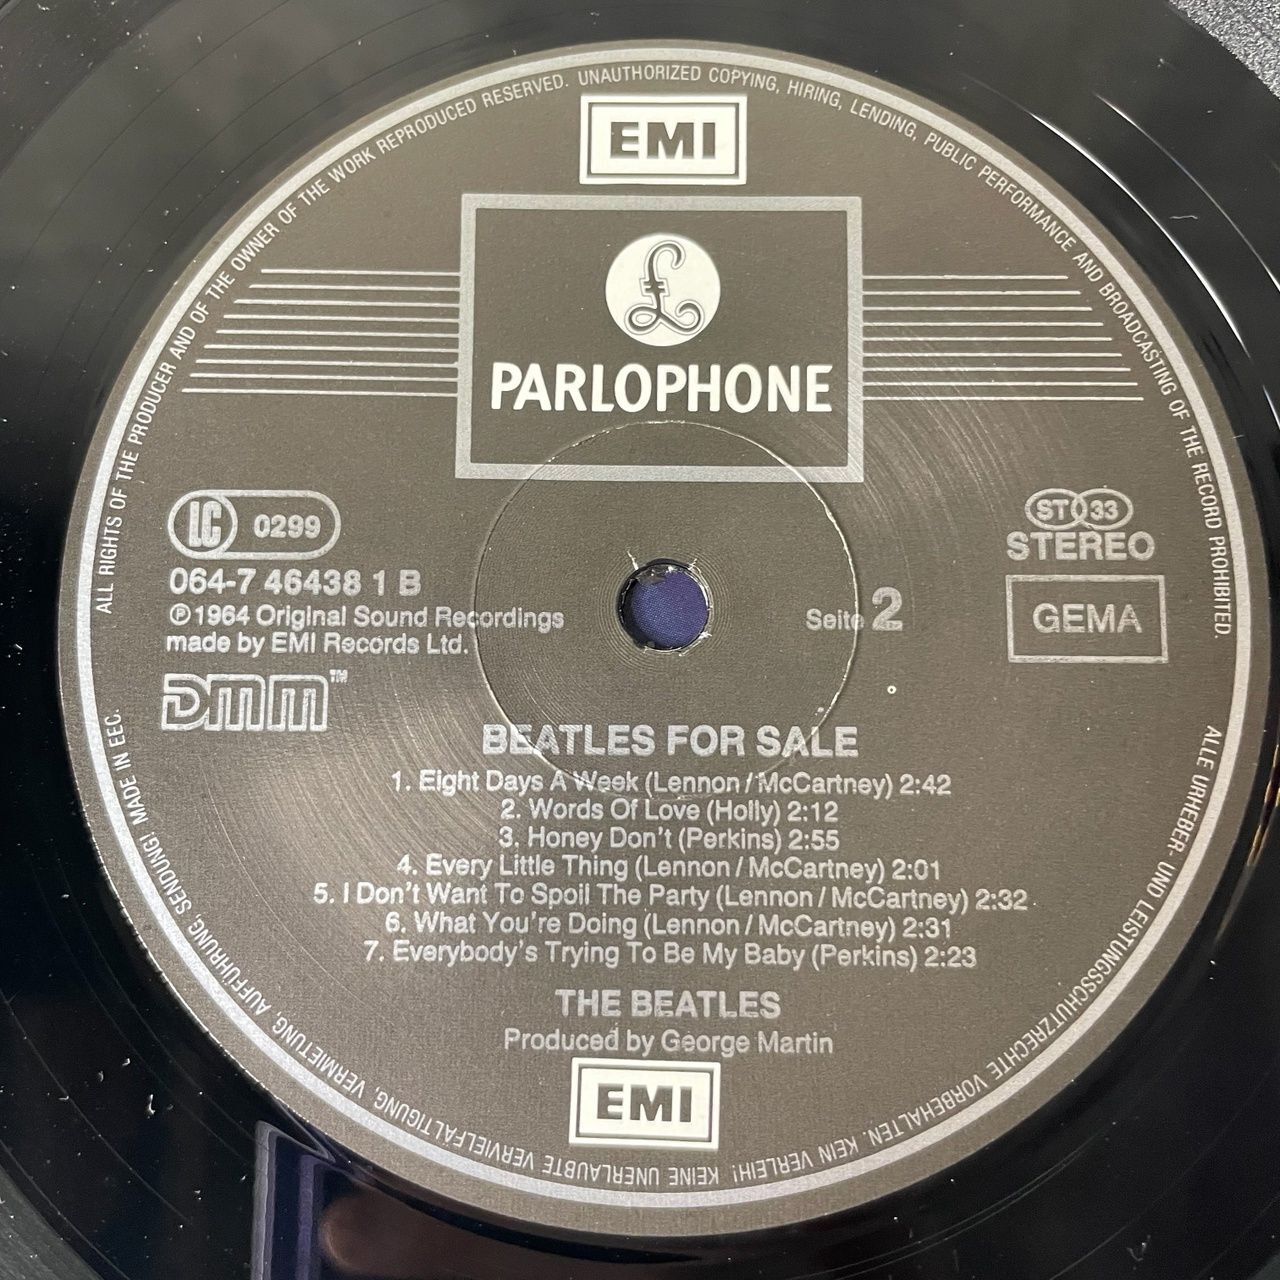 ALL RIGHTS OF THE PRODUCER AND OF THE OWNER OF THE WORK REPRODUCED RESERVED. UNAUTHORIZED COPYING, HIRING, LENDING, PUBLIC PERFORMANCE AND BROADCASTING OF THE RECORD PROHIBITED.
EMI
£
PARLOPHONE
LC 0299
064-7 46438 1 B
℗ 1964 Original Sound Recordings
made by EMI Records Ltd.
DMM™
ST 33
STEREO
GEMA
Seite 2
BEATLES FOR SALE
1. Eight Days A Week (Lennon / McCartney) 2:42
2. Words Of Love (Holly) 2:12
3. Honey Don't (Perkins) 2:55
4. Every Little Thing (Lennon / McCartney) 2:01
5. I Don't Want To Spoil The Party (Lennon / McCartney) 2:32
6. What You're Doing (Lennon / McCartney) 2:31
7. Everybody's Trying To Be My Baby (Perkins) 2:23
THE BEATLES
Produced by George Martin
EMI
ALLE URHEBER- UND LEISTUNGSSCHUTZRECHTE VORBEHALTEN. KEIN VERLEIH! KEINE UNERLAUBTE VERVIELFALTIGUNG, VERMIETUNG, AUFFÜHRUNG, SENDUNG! MADE IN EEC.